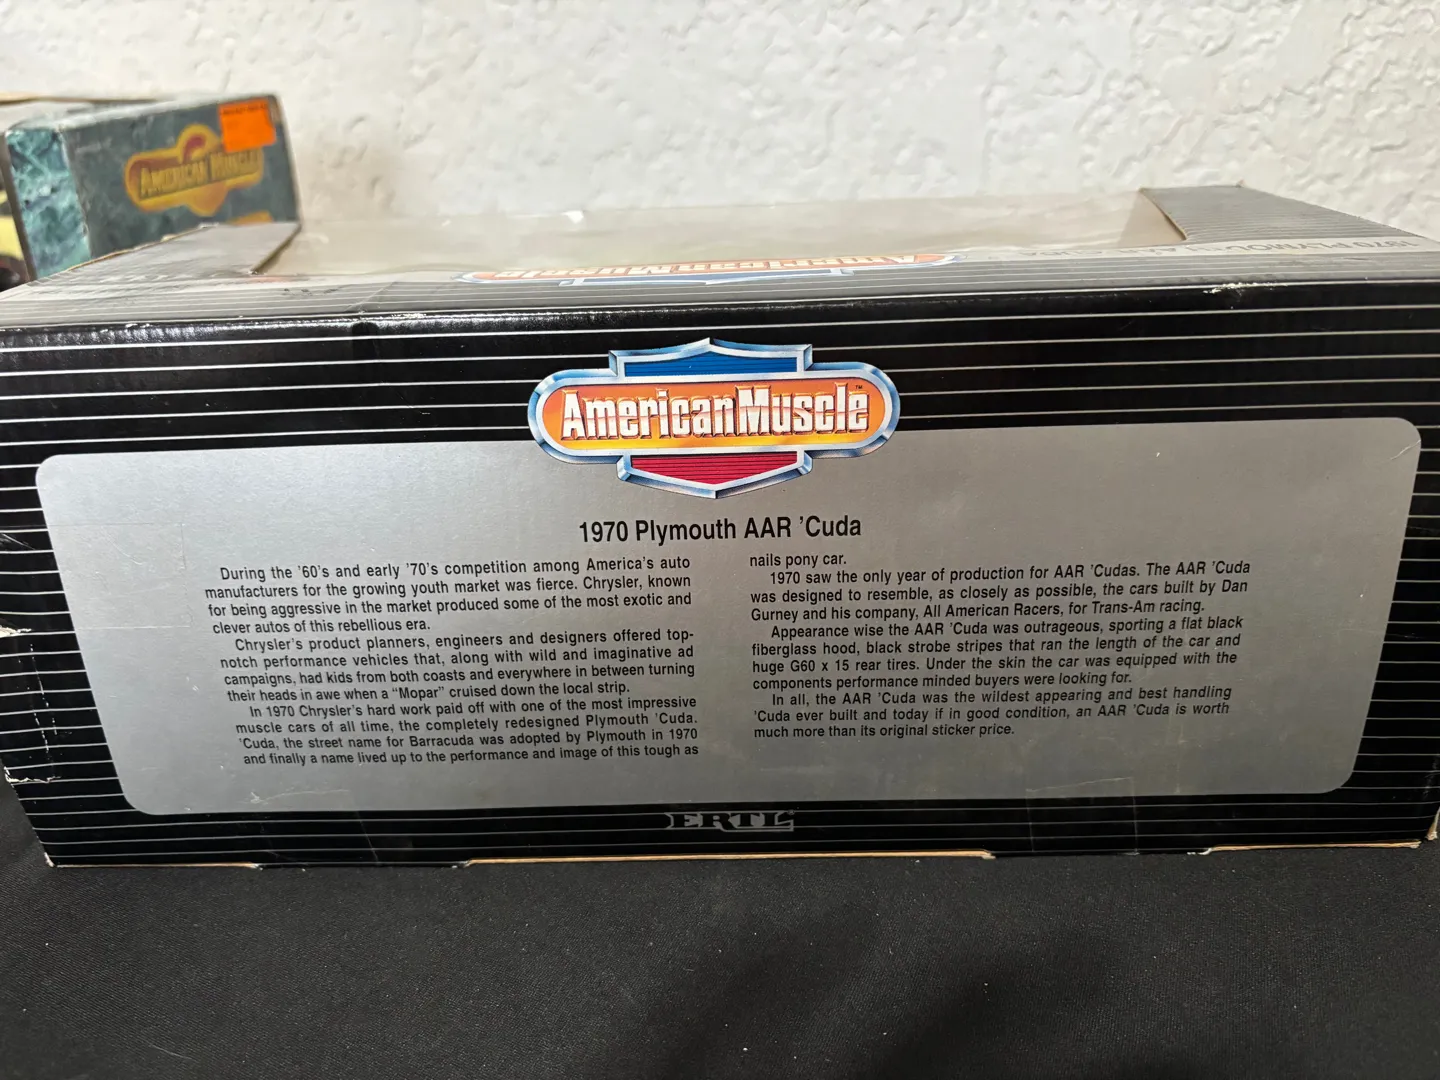 American Muscle
1970 PLYMOUTH AAR 'CUDA
American Muscle
AmericanMuscle™
1970 Plymouth AAR 'Cuda
During the '60's and early '70's competition among America's auto
manufacturers for the growing youth market was fierce. Chrysler, known
for being aggressive in the market produced some of the most exotic and
clever autos of this rebellious era.
Chrysler's product planners, engineers and designers offered top-
notch performance vehicles that, along with wild and imaginative ad
campaigns, had kids from both coasts and everywhere in between turning
their heads in awe when a "Mopar" cruised down the local strip.
In 1970 Chrysler's hard work paid off with one of the most impressive
muscle cars of all time, the completely redesigned Plymouth 'Cuda.
'Cuda, the street name for Barracuda was adopted by Plymouth in 1970
and finally a name lived up to the performance and image of this tough as
nails pony car.
1970 saw the only year of production for AAR 'Cudas. The AAR 'Cuda
was designed to resemble, as closely as possible, the cars built by Dan
Gurney and his company, All American Racers, for Trans-Am racing.
Appearance wise the AAR 'Cuda was outrageous, sporting a flat black
fiberglass hood, black strobe stripes that ran the length of the car and
huge G60 x 15 rear tires. Under the skin the car was equipped with the
components performance minded buyers were looking for.
In all, the AAR 'Cuda was the wildest appearing and best handling
'Cuda ever built and today if in good condition, an AAR 'Cuda is worth
much more than its original sticker price.
ERTL®